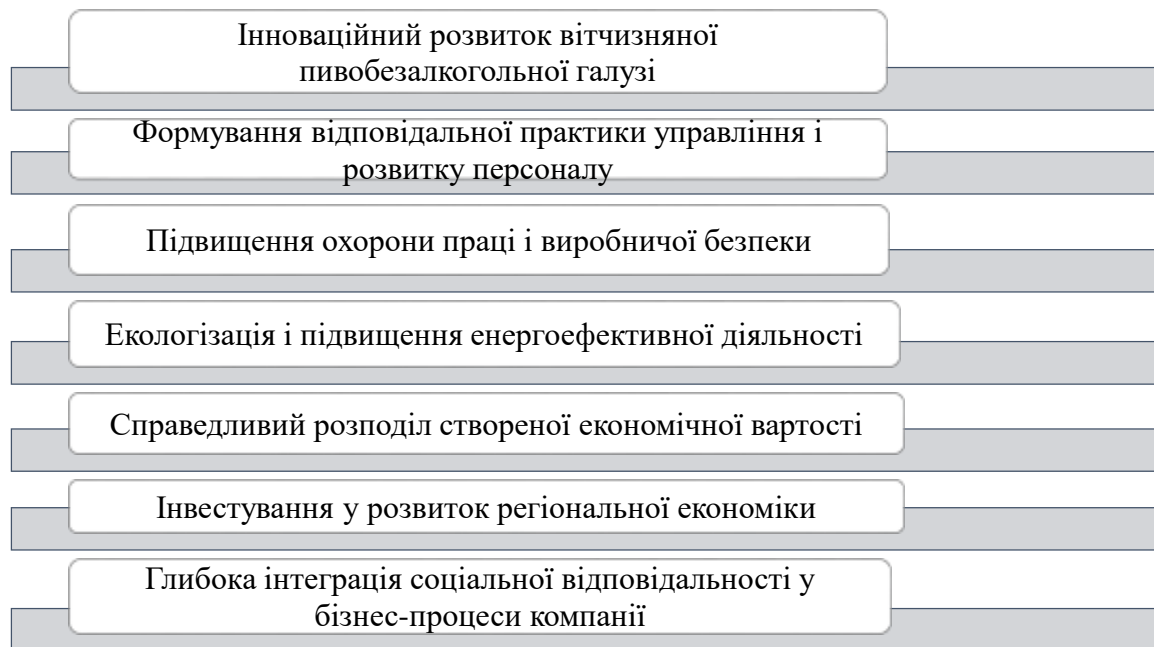 Інноваційний розвиток вітчизняної
пивобезалкогольної галузі
Формування відповідальної практики управління і
розвитку персоналу
Підвищення охорони праці і виробничої безпеки
Екологізація і підвищення енергоефективної діяльності
Справедливий розподіл створеної економічної вартості
Інвестування у розвиток регіональної економіки
Глибока інтеграція соціальної відповідальності у
бізнес-процеси компанії